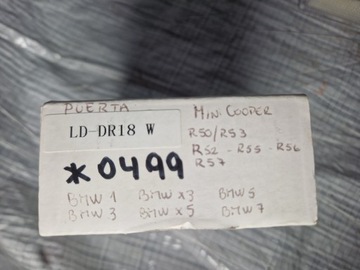 PUERTA
LD-DR18 W
*0499
MINI COOPER
R50/R53
R52 - R55 - R56
R57
BMW 1 BMW X3 BMW 5
BMW 3 BMW X5 BMW 7